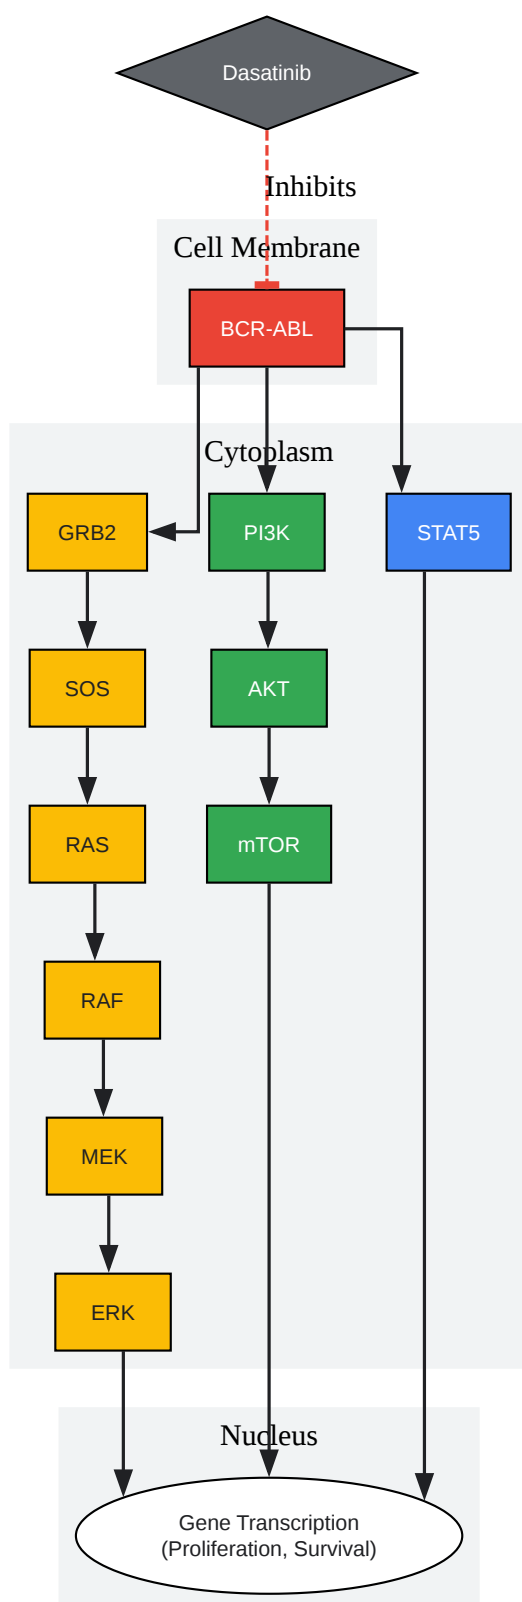 Dasatinib
Inhibits
Cell Membrane
BCR-ABL
Cytoplasm
GRB2
PI3K
STAT5
SOS
AKT
RAS
mTOR
RAF
MEK
ERK
Nucleus
Gene Transcription
(Proliferation, Survival)